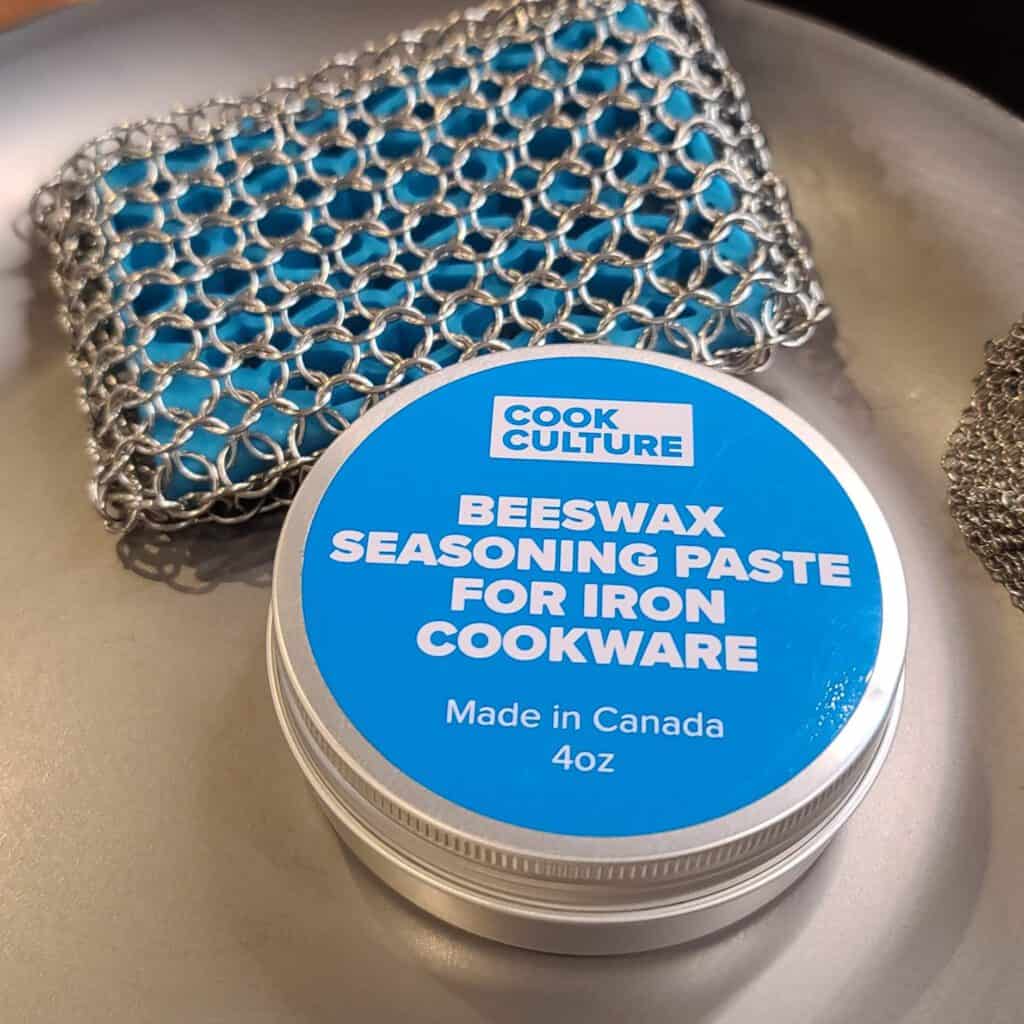 COOK
CULTURE
BEESWAX
SEASONING PASTE
FOR IRON
COOKWARE
Made in Canada
4oz